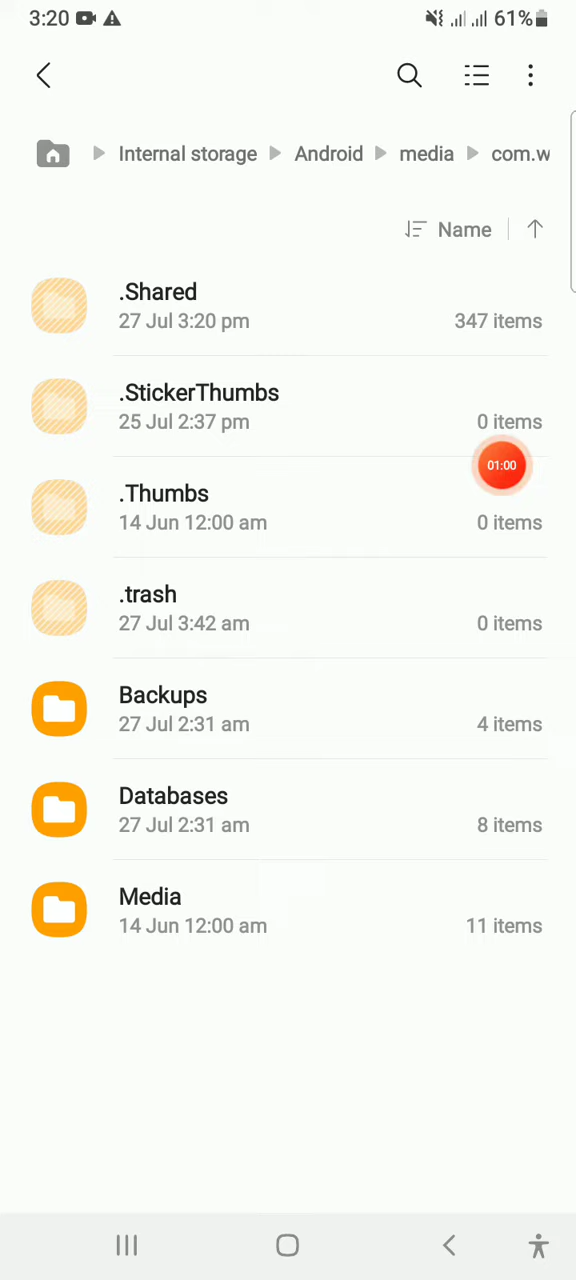 3:20 61%
Internal storage Android media com.w
Name
.Shared
27 Jul 3:20 pm 347 items
.StickerThumbs
25 Jul 2:37 pm 0 items
01:00
.Thumbs
14 Jun 12:00 am 0 items
.trash
27 Jul 3:42 am 0 items
Backups
27 Jul 2:31 am 4 items
Databases
27 Jul 2:31 am 8 items
Media
14 Jun 12:00 am 11 items